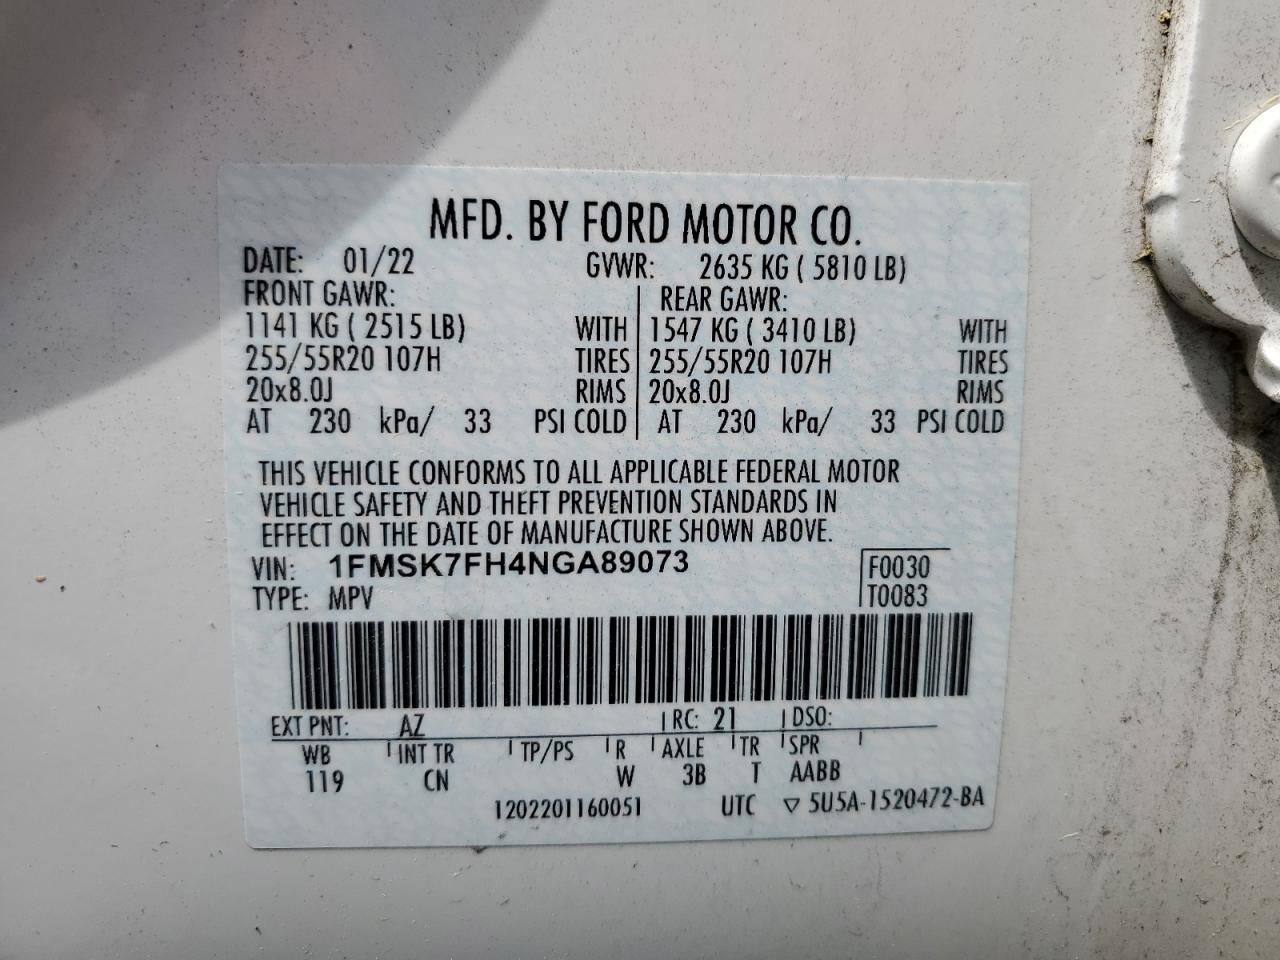 MFD. BY FORD MOTOR CO.
DATE: 01/22 GVWR: 2635 KG ( 5810 LB)
FRONT GAWR: REAR GAWR:
1141 KG ( 2515 LB) WITH 1547 KG ( 3410 LB) WITH
255/55R20 107H TIRES 255/55R20 107H TIRES
20x8.0J RIMS 20x8.0J RIMS
AT 230 kPa/ 33 PSI COLD AT 230 kPa/ 33 PSI COLD
THIS VEHICLE CONFORMS TO ALL APPLICABLE FEDERAL MOTOR
VEHICLE SAFETY AND THEFT PREVENTION STANDARDS IN
EFFECT ON THE DATE OF MANUFACTURE SHOWN ABOVE.
VIN: 1FMSK7FH4NGA89073 F0030
TYPE: MPV T0083
EXT PNT: AZ RC: 21 DSO:
WB INT TR TP/PS R AXLE TR SPR
119 CN W 3B T AABB
1202201160051 UTC ▽ 5U5A-1520472-BA